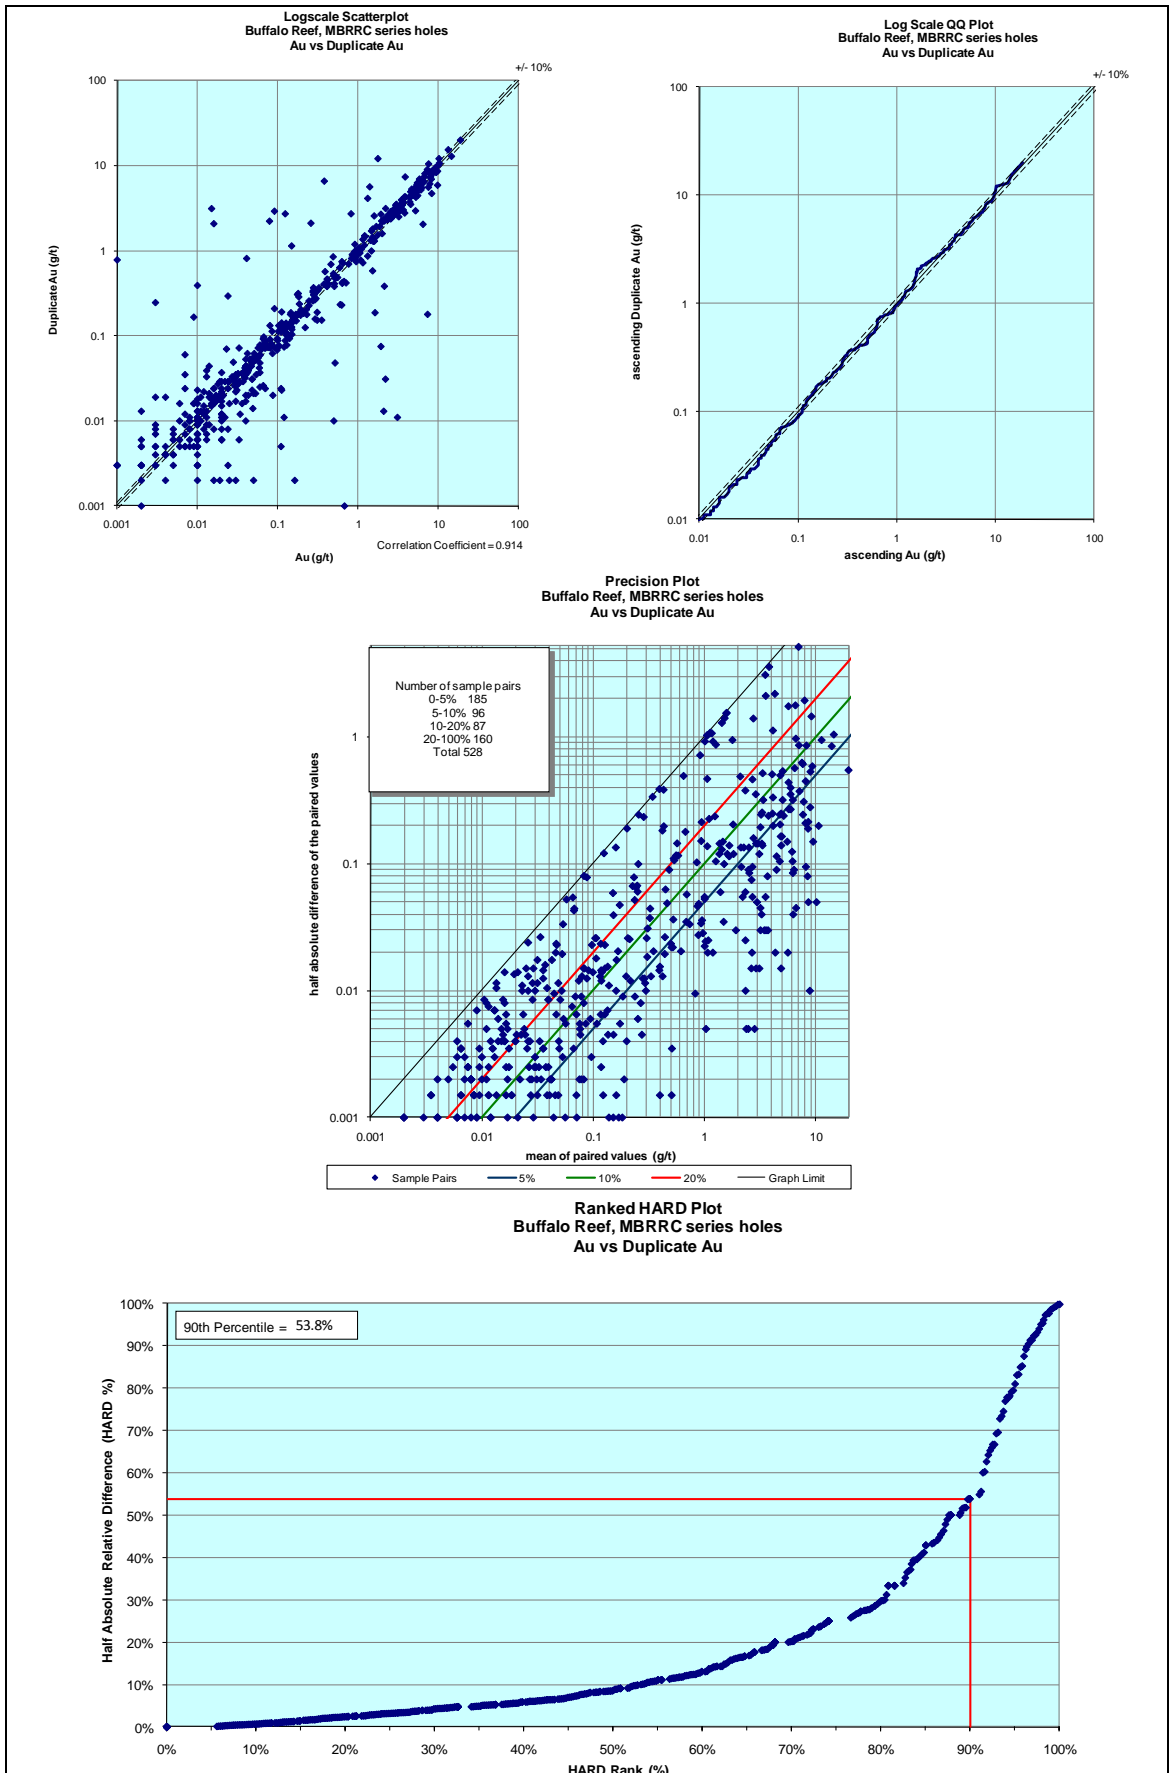 Logscale Scatterplot
Buffalo Reef, MBRRC series holes
Au vs Duplicate Au
+/- 10%
100
10
1
0.1
0.01
0.001
Duplicate Au (g/t)
0.001 0.01 0.1 1 10 100
Correlation Coefficient = 0.914
Au (g/t)
Log Scale QQ Plot
Buffalo Reef, MBRRC series holes
Au vs Duplicate Au
+/- 10%
100
10
1
0.1
0.01
ascending Duplicate Au (g/t)
0.01 0.1 1 10 100
ascending Au (g/t)
Precision Plot
Buffalo Reef, MBRRC series holes
Au vs Duplicate Au
Number of sample pairs
0-5% 185
5-10% 96
10-20% 87
20-100% 160
Total 528
1
0.1
0.01
0.001
half absolute difference of the paired values
0.001 0.01 0.1 1 10
mean of paired values (g/t)
Sample Pairs 5% 10% 20% Graph Limit
Ranked HARD Plot
Buffalo Reef, MBRRC series holes
Au vs Duplicate Au
90th Percentile = 53.8%
100%
90%
80%
70%
60%
50%
40%
30%
20%
10%
0%
Half Absolute Relative Difference (HARD %)
0% 10% 20% 30% 40% 50% 60% 70% 80% 90% 100%
HARD Rank (%)